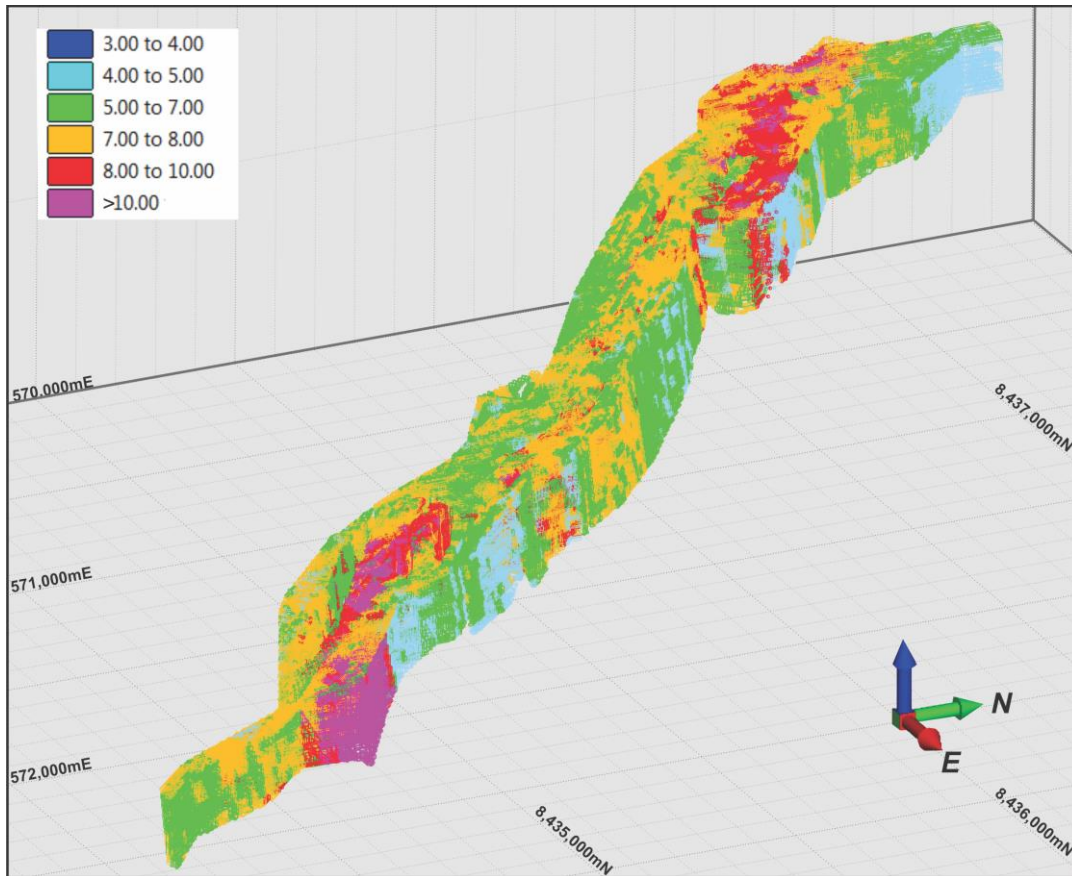 3.00 to 4.00
4.00 to 5.00
5.00 to 7.00
7.00 to 8.00
8.00 to 10.00
>10.00
570,000mE
8,437,000mN
571,000mE
N
E
572,000mE
8,435,000mN
8,436,000mN